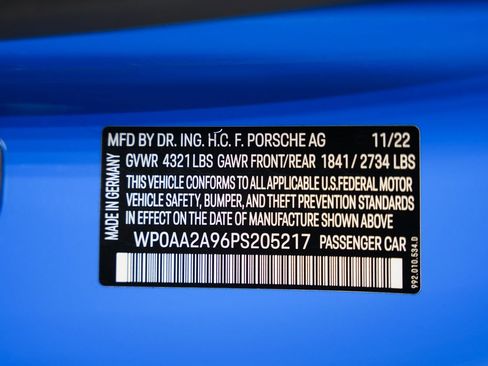 MFD BY DR. ING. H.C. F. PORSCHE AG 11/22
GVWR 4321 LBS GAWR FRONT/REAR 1841 / 2734 LBS
THIS VEHICLE CONFORMS TO ALL APPLICABLE U.S.FEDERAL MOTOR
VEHICLE SAFETY, BUMPER, AND THEFT PREVENTION STANDARDS
IN EFFECT ON THE DATE OF MANUFACTURE SHOWN ABOVE
WP0AA2A96PS205217 PASSENGER CAR
MADE IN GERMANY
992.010.534.D